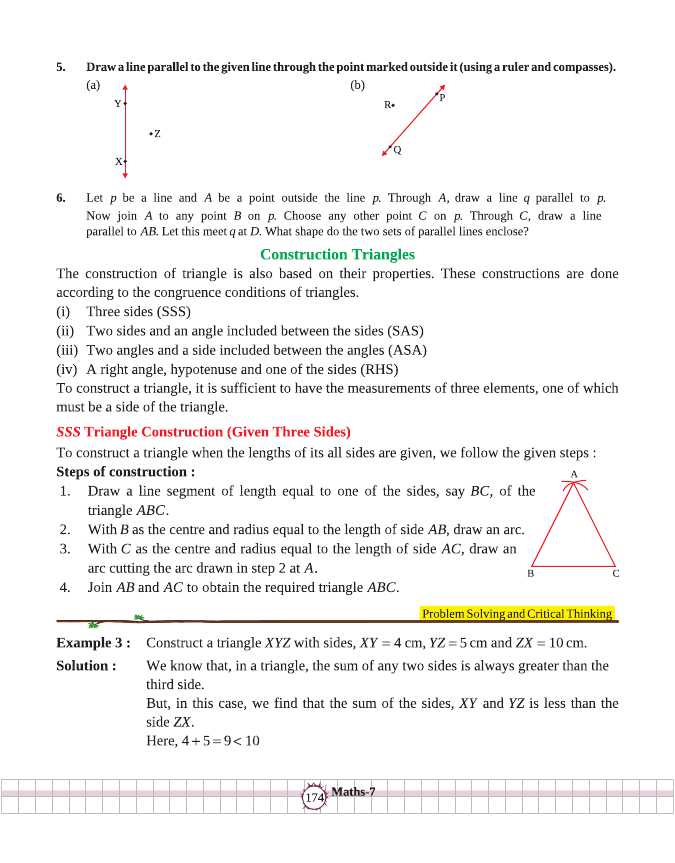 5. Draw a line parallel to the given line through the point marked outside it (using a ruler and compasses).
(a) (b)
Y
Z
X
R
P
Q
6. Let p be a line and A be a point outside the line p. Through A, draw a line q parallel to p.
Now join A to any point B on p. Choose any other point C on p. Through C, draw a line
parallel to AB. Let this meet q at D. What shape do the two sets of parallel lines enclose?
Construction Triangles
The construction of triangle is also based on their properties. These constructions are done
according to the congruence conditions of triangles.
(i) Three sides (SSS)
(ii) Two sides and an angle included between the sides (SAS)
(iii) Two angles and a side included between the angles (ASA)
(iv) A right angle, hypotenuse and one of the sides (RHS)
To construct a triangle, it is sufficient to have the measurements of three elements, one of which
must be a side of the triangle.
SSS Triangle Construction (Given Three Sides)
To construct a triangle when the lengths of its all sides are given, we follow the given steps :
Steps of construction :
1. Draw a line segment of length equal to one of the sides, say BC, of the
triangle ABC.
2. With B as the centre and radius equal to the length of side AB, draw an arc.
3. With C as the centre and radius equal to the length of side AC, draw an
arc cutting the arc drawn in step 2 at A.
4. Join AB and AC to obtain the required triangle ABC.
A
B C
Problem Solving and Critical Thinking
Example 3 : Construct a triangle XYZ with sides, XY = 4 cm, YZ = 5 cm and ZX = 10 cm.
Solution : We know that, in a triangle, the sum of any two sides is always greater than the
third side.
But, in this case, we find that the sum of the sides, XY and YZ is less than the
side ZX.
Here, 4 + 5 = 9 < 10
174 Maths-7